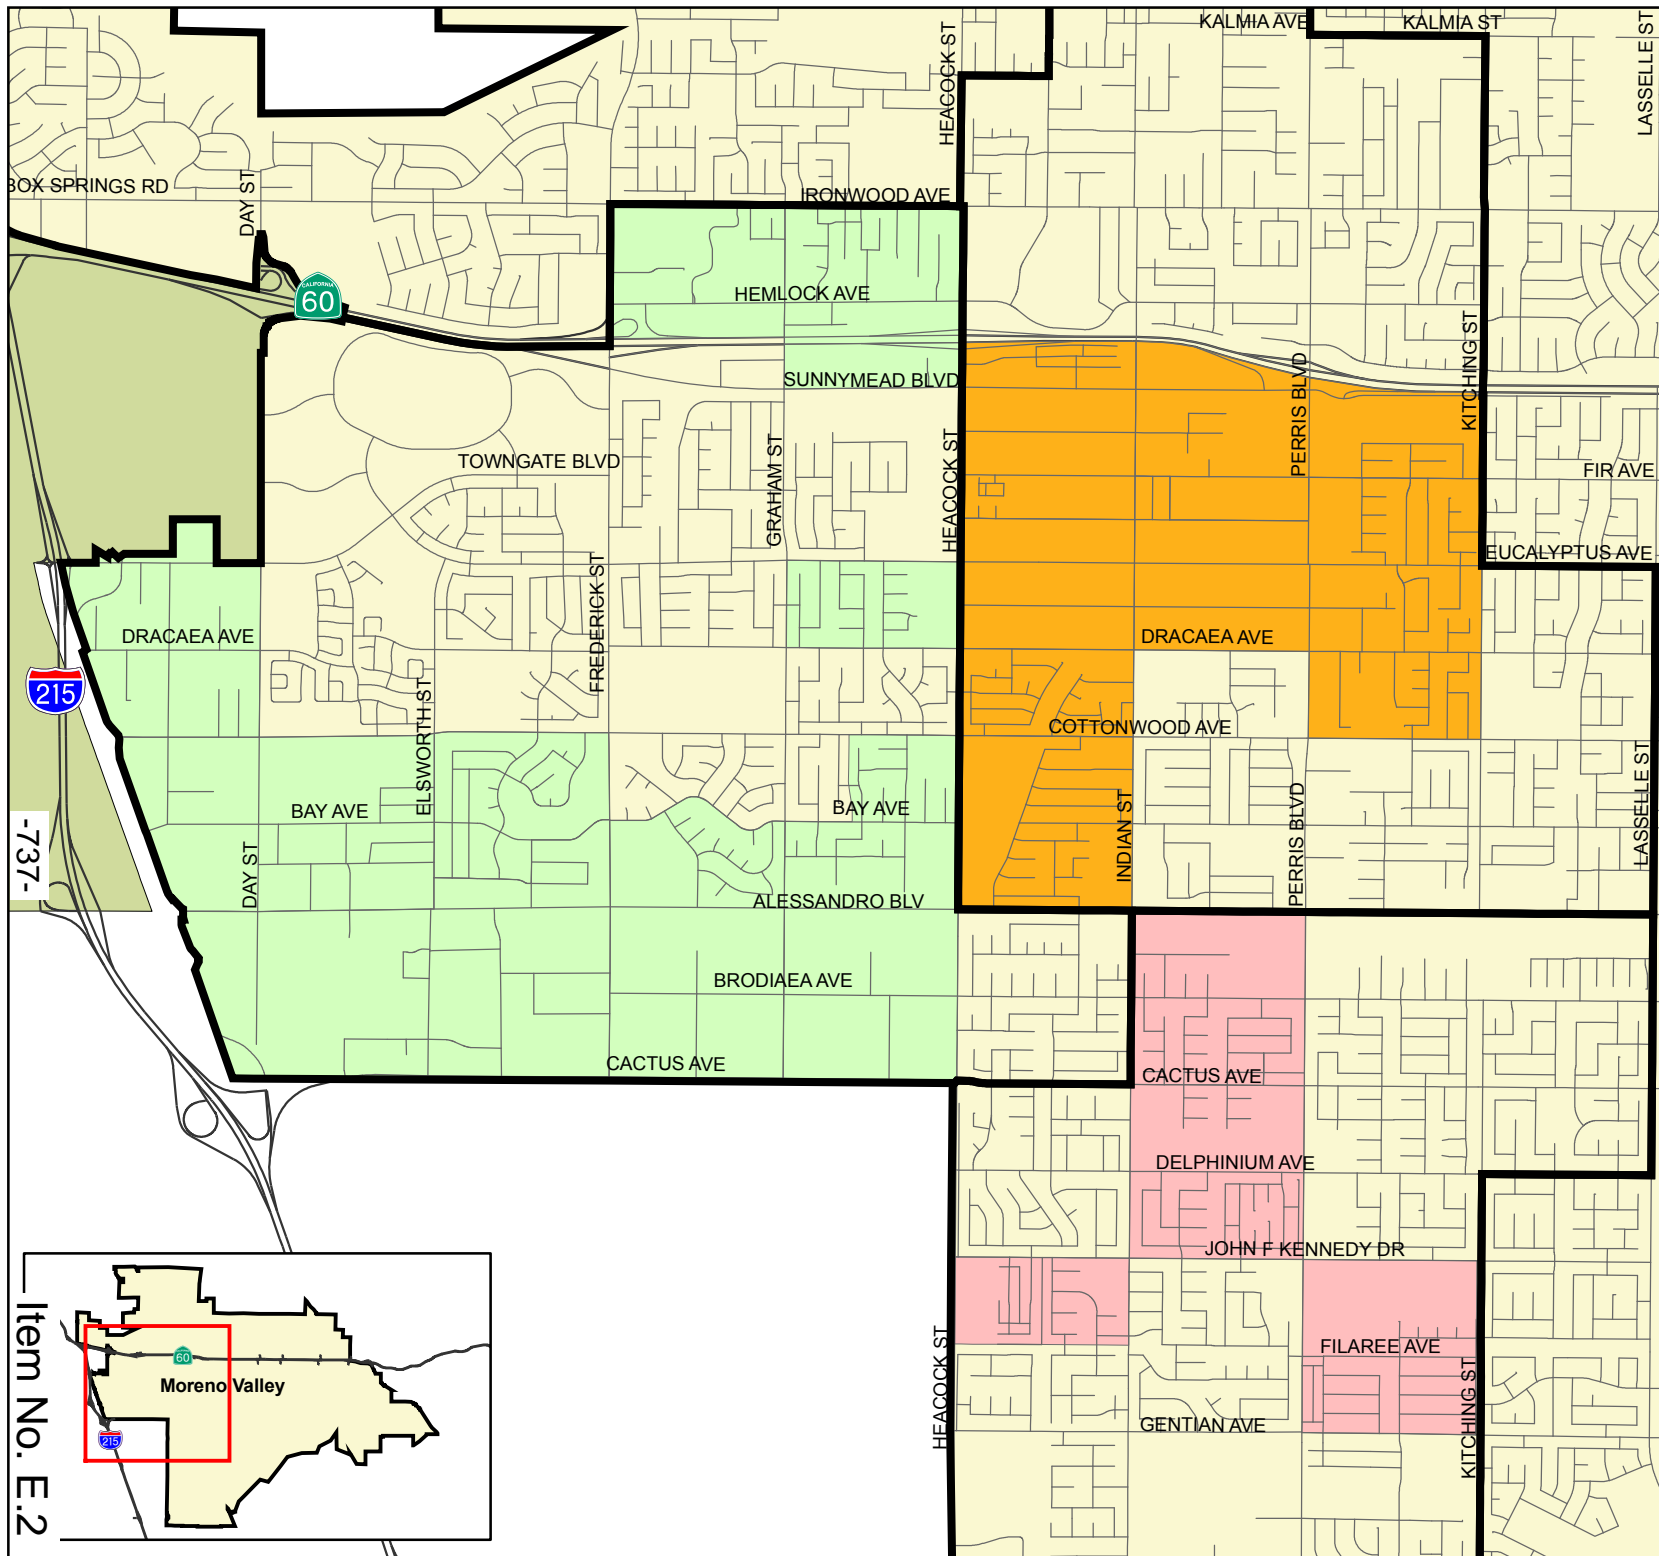 KALMIA AVE
KALMIA ST
HEACOCK ST
LASSELLE ST
BOX SPRINGS RD
DAY ST
IRONWOOD AVE
CALIFORNIA
60
HEMLOCK AVE
SUNNYMEAD BLVD
PERRIS BLVD
KITCHING ST
TOWNGATE BLVD
GRAHAM ST
HEACOCK ST
FIR AVE
EUCALYPTUS AVE
FREDERICK ST
DRACAEA AVE
DRACAEA AVE
215
ELSWORTH ST
COTTONWOOD AVE
BAY AVE
BAY AVE
INDIAN ST
PERRIS BLVD
LASSELLE ST
-737-
DAY ST
ALESSANDRO BLV
BRODIAEA AVE
CACTUS AVE
CACTUS AVE
DELPHINIUM AVE
JOHN F KENNEDY DR
HEACOCK ST
FILAREE AVE
KITCHING ST
GENTIAN AVE
60
Moreno Valley
215
Item No. E.2